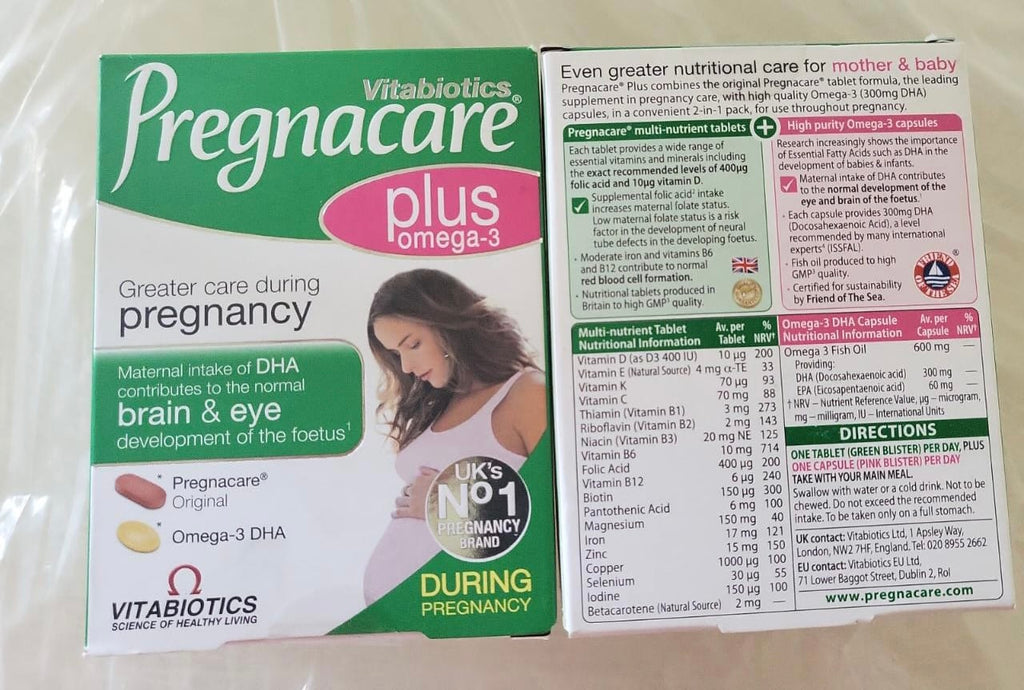 Vitabiotics
Pregnacare®
plus
omega-3
Greater care during
pregnancy
Maternal intake of DHA
contributes to the normal
brain & eye
development of the foetus¹
* Pregnacare®
Original
* Omega-3 DHA
VITABIOTICS
SCIENCE OF HEALTHY LIVING
UK's
Nº1
PREGNANCY
BRAND
DURING
PREGNANCY
Even greater nutritional care for mother & baby
Pregnacare® Plus combines the original Pregnacare® tablet formula, the leading
supplement in pregnancy care, with high quality Omega-3 (300mg DHA)
capsules, in a convenient 2-in-1 pack, for use throughout pregnancy.
Pregnacare® multi-nutrient tablets
Each tablet provides a wide range of
essential vitamins and minerals including
the exact recommended levels of 400µg
folic acid and 10µg vitamin D.
Supplemental folic acid² intake
increases maternal folate status.
Low maternal folate status is a risk
factor in the development of neural
tube defects in the developing foetus.
· Moderate iron and vitamins B6
and B12 contribute to normal
red blood cell formation.
· Nutritional tablets produced in
Britain to high GMP³ quality.
+
High purity Omega-3 capsules
Research increasingly shows the importance
of Essential Fatty Acids such as DHA in the
development of babies & infants.
Maternal intake of DHA contributes
to the normal development of the
eye and brain of the foetus.¹
· Each capsule provides 300mg DHA
(Docosahexaenoic Acid), a level
recommended by many international
experts⁴ (ISSFAL).
· Fish oil produced to high
GMP³ quality.
· Certified for sustainability
by Friend of The Sea.
FRIEND OF THE SEA ®
Multi-nutrient Tablet Av. per %
Nutritional Information Tablet NRV†
Vitamin D (as D3 400 IU) 10 µg 200
Vitamin E (Natural Source) 4 mg α-TE 33
Vitamin K 70 µg 93
Vitamin C 70 mg 88
Thiamin (Vitamin B1) 3 mg 273
Riboflavin (Vitamin B2) 2 mg 143
Niacin (Vitamin B3) 20 mg NE 125
Vitamin B6 10 mg 714
Folic Acid 400 µg 200
Vitamin B12 6 µg 240
Biotin 150 µg 300
Pantothenic Acid 6 mg 100
Magnesium 150 mg 40
Iron 17 mg 121
Zinc 15 mg 150
Copper 1000 µg 100
Selenium 30 µg 55
Iodine 150 µg 100
Betacarotene (Natural Source) 2 mg —
Omega-3 DHA Capsule Av. per %
Nutritional Information Capsule NRV†
Omega 3 Fish Oil 600 mg —
Providing:
DHA (Docosahexaenoic acid) 300 mg —
EPA (Eicosapentaenoic acid) 60 mg —
† NRV – Nutrient Reference Value, µg – microgram,
mg – milligram, IU – International Units
DIRECTIONS
ONE TABLET (GREEN BLISTER) PER DAY, PLUS
ONE CAPSULE (PINK BLISTER) PER DAY
TAKE WITH YOUR MAIN MEAL.
Swallow with water or a cold drink. Not to be
chewed. Do not exceed the recommended
intake. To be taken only on a full stomach.
UK contact: Vitabiotics Ltd, 1 Apsley Way,
London, NW2 7HF, England. Tel: 020 8955 2662
EU contact: Vitabiotics EU Ltd,
71 Lower Baggot Street, Dublin 2, RoI
www.pregnacare.com